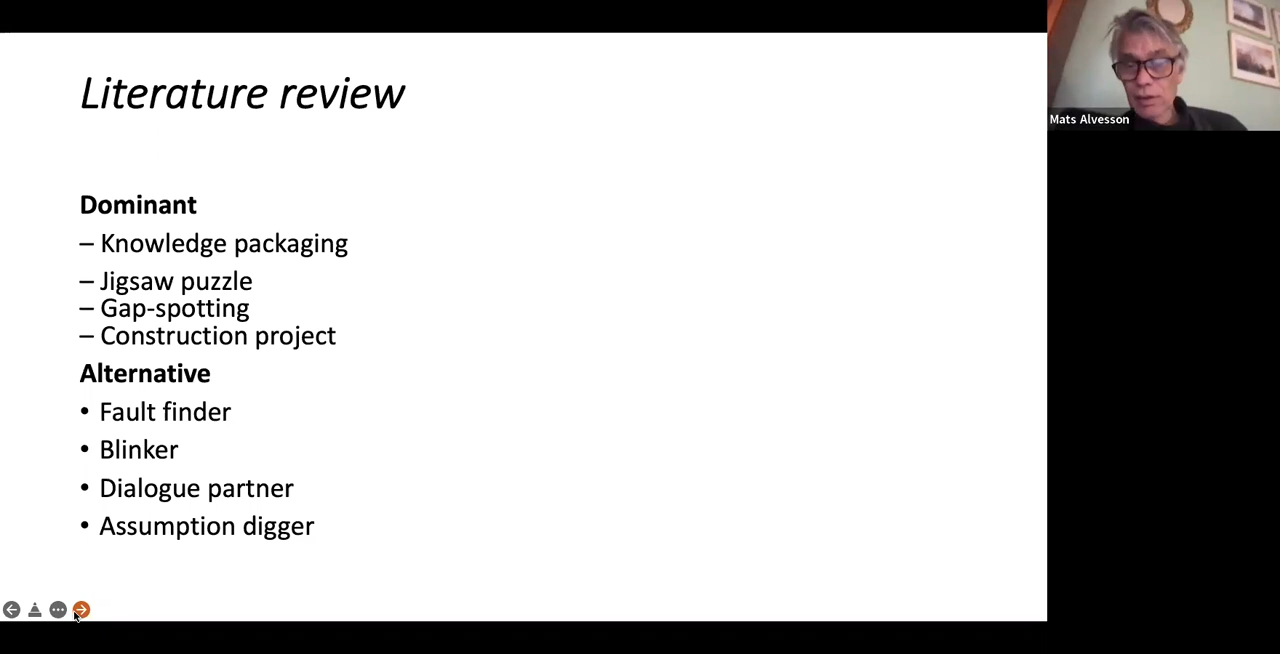 Literature review
Dominant
– Knowledge packaging
– Jigsaw puzzle
– Gap-spotting
– Construction project
Alternative
• Fault finder
• Blinker
• Dialogue partner
• Assumption digger
Mats Alvesson